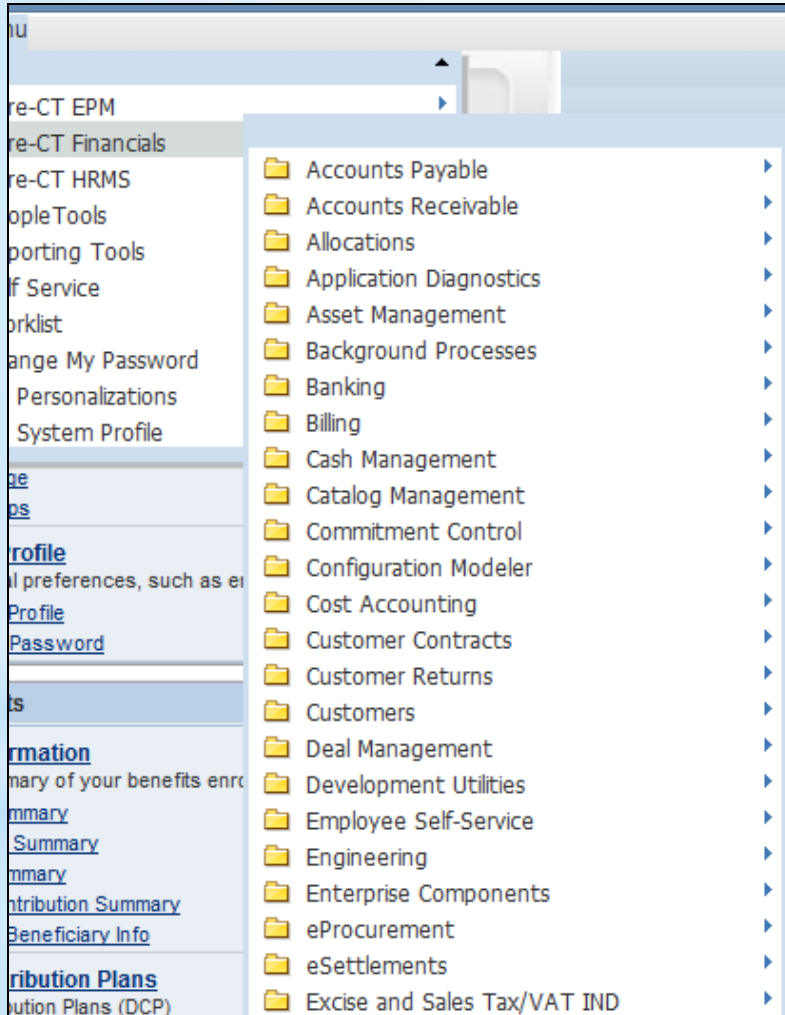 nu
re-CT EPM
re-CT Financials
re-CT HRMS
opleTools
porting Tools
lf Service
orklist
ange My Password
Personalizations
System Profile
ge
ps
rofile
al preferences, such as e
Profile
Password
ts
rmation
mary of your benefits enro
mmary
Summary
mmary
ntribution Summary
Beneficiary Info
ribution Plans
bution Plans (DCP)
Accounts Payable
Accounts Receivable
Allocations
Application Diagnostics
Asset Management
Background Processes
Banking
Billing
Cash Management
Catalog Management
Commitment Control
Configuration Modeler
Cost Accounting
Customer Contracts
Customer Returns
Customers
Deal Management
Development Utilities
Employee Self-Service
Engineering
Enterprise Components
eProcurement
eSettlements
Excise and Sales Tax/VAT IND